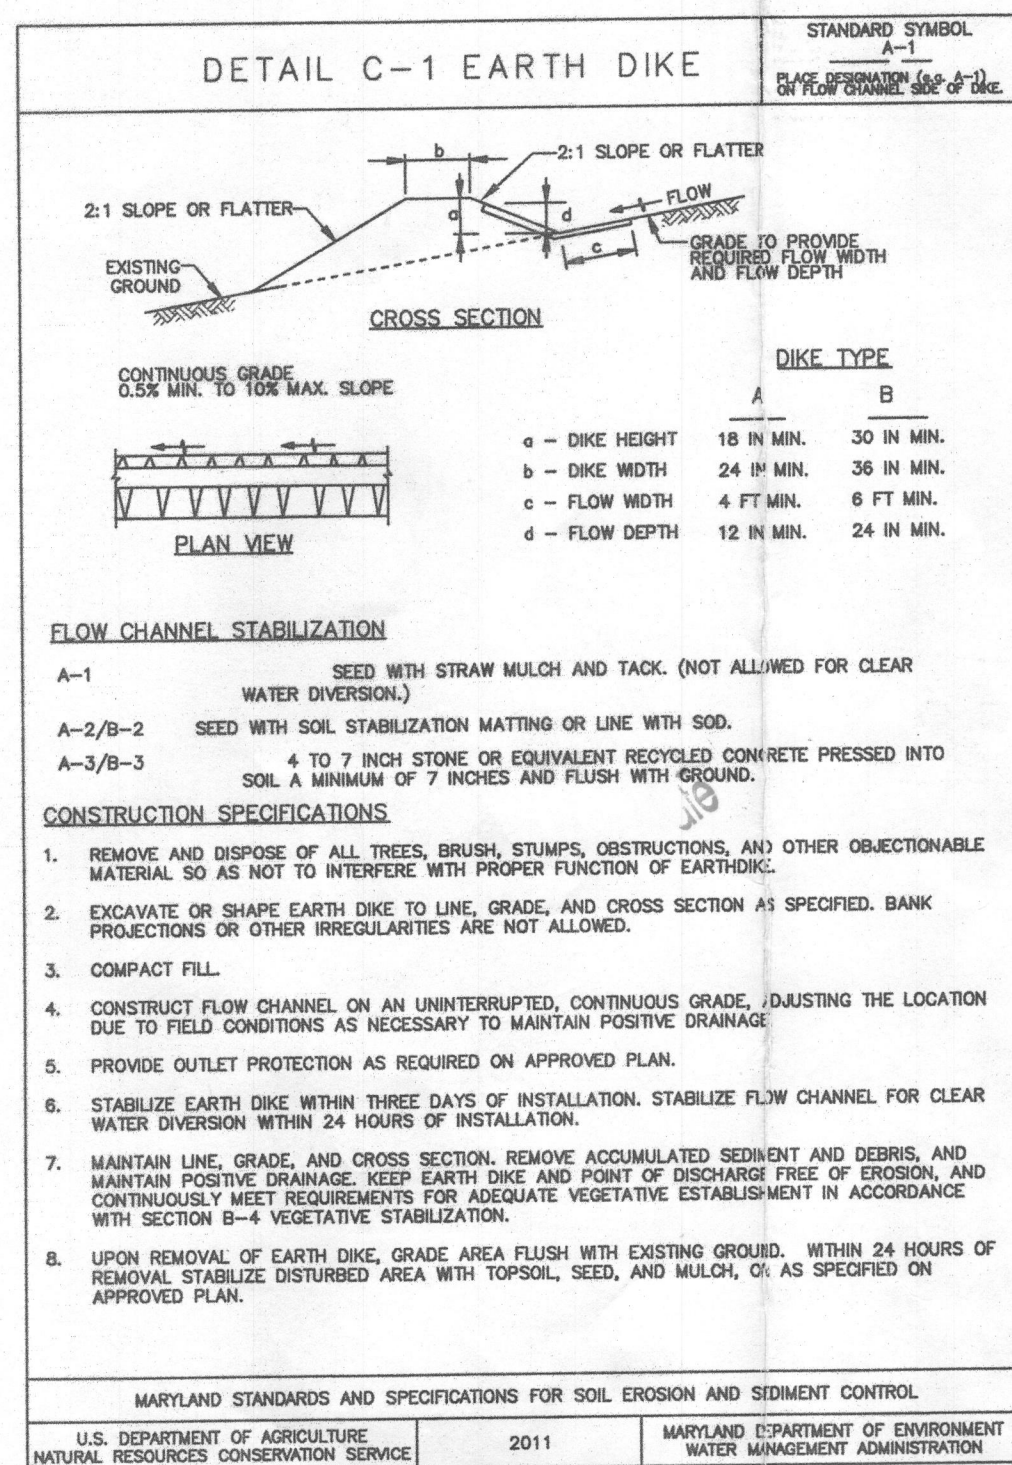 DETAIL C-1 EARTH DIKE
STANDARD SYMBOL
A-1
PLACE DESIGNATION (e.g. A-1)
ON FLOW CHANNEL SIDE OF DIKE.
b
2:1 SLOPE OR FLATTER
FLOW
2:1 SLOPE OR FLATTER
a
d
c
GRADE TO PROVIDE
REQUIRED FLOW WIDTH
AND FLOW DEPTH
EXISTING
GROUND
CROSS SECTION
CONTINUOUS GRADE
0.5% MIN. TO 10% MAX. SLOPE
PLAN VIEW
DIKE TYPE
A B
a - DIKE HEIGHT 18 IN MIN. 30 IN MIN.
b - DIKE WIDTH 24 IN MIN. 36 IN MIN.
c - FLOW WIDTH 4 FT MIN. 6 FT MIN.
d - FLOW DEPTH 12 IN MIN. 24 IN MIN.
FLOW CHANNEL STABILIZATION
A-1 SEED WITH STRAW MULCH AND TACK. (NOT ALLOWED FOR CLEAR
WATER DIVERSION.)
A-2/B-2 SEED WITH SOIL STABILIZATION MATTING OR LINE WITH SOD.
A-3/B-3 4 TO 7 INCH STONE OR EQUIVALENT RECYCLED CONCRETE PRESSED INTO
SOIL A MINIMUM OF 7 INCHES AND FLUSH WITH GROUND.
CONSTRUCTION SPECIFICATIONS
1. REMOVE AND DISPOSE OF ALL TREES, BRUSH, STUMPS, OBSTRUCTIONS, AND OTHER OBJECTIONABLE
MATERIAL SO AS NOT TO INTERFERE WITH PROPER FUNCTION OF EARTHDIKE.
2. EXCAVATE OR SHAPE EARTH DIKE TO LINE, GRADE, AND CROSS SECTION AS SPECIFIED. BANK
PROJECTIONS OR OTHER IRREGULARITIES ARE NOT ALLOWED.
3. COMPACT FILL.
4. CONSTRUCT FLOW CHANNEL ON AN UNINTERRUPTED, CONTINUOUS GRADE, ADJUSTING THE LOCATION
DUE TO FIELD CONDITIONS AS NECESSARY TO MAINTAIN POSITIVE DRAINAGE.
5. PROVIDE OUTLET PROTECTION AS REQUIRED ON APPROVED PLAN.
6. STABILIZE EARTH DIKE WITHIN THREE DAYS OF INSTALLATION. STABILIZE FLOW CHANNEL FOR CLEAR
WATER DIVERSION WITHIN 24 HOURS OF INSTALLATION.
7. MAINTAIN LINE, GRADE, AND CROSS SECTION. REMOVE ACCUMULATED SEDIMENT AND DEBRIS, AND
MAINTAIN POSITIVE DRAINAGE. KEEP EARTH DIKE AND POINT OF DISCHARGE FREE OF EROSION, AND
CONTINUOUSLY MEET REQUIREMENTS FOR ADEQUATE VEGETATIVE ESTABLISHMENT IN ACCORDANCE
WITH SECTION B-4 VEGETATIVE STABILIZATION.
8. UPON REMOVAL OF EARTH DIKE, GRADE AREA FLUSH WITH EXISTING GROUND. WITHIN 24 HOURS OF
REMOVAL STABILIZE DISTURBED AREA WITH TOPSOIL, SEED, AND MULCH, OR AS SPECIFIED ON
APPROVED PLAN.
MARYLAND STANDARDS AND SPECIFICATIONS FOR SOIL EROSION AND SEDIMENT CONTROL
U.S. DEPARTMENT OF AGRICULTURE
NATURAL RESOURCES CONSERVATION SERVICE
2011
MARYLAND DEPARTMENT OF ENVIRONMENT
WATER MANAGEMENT ADMINISTRATION